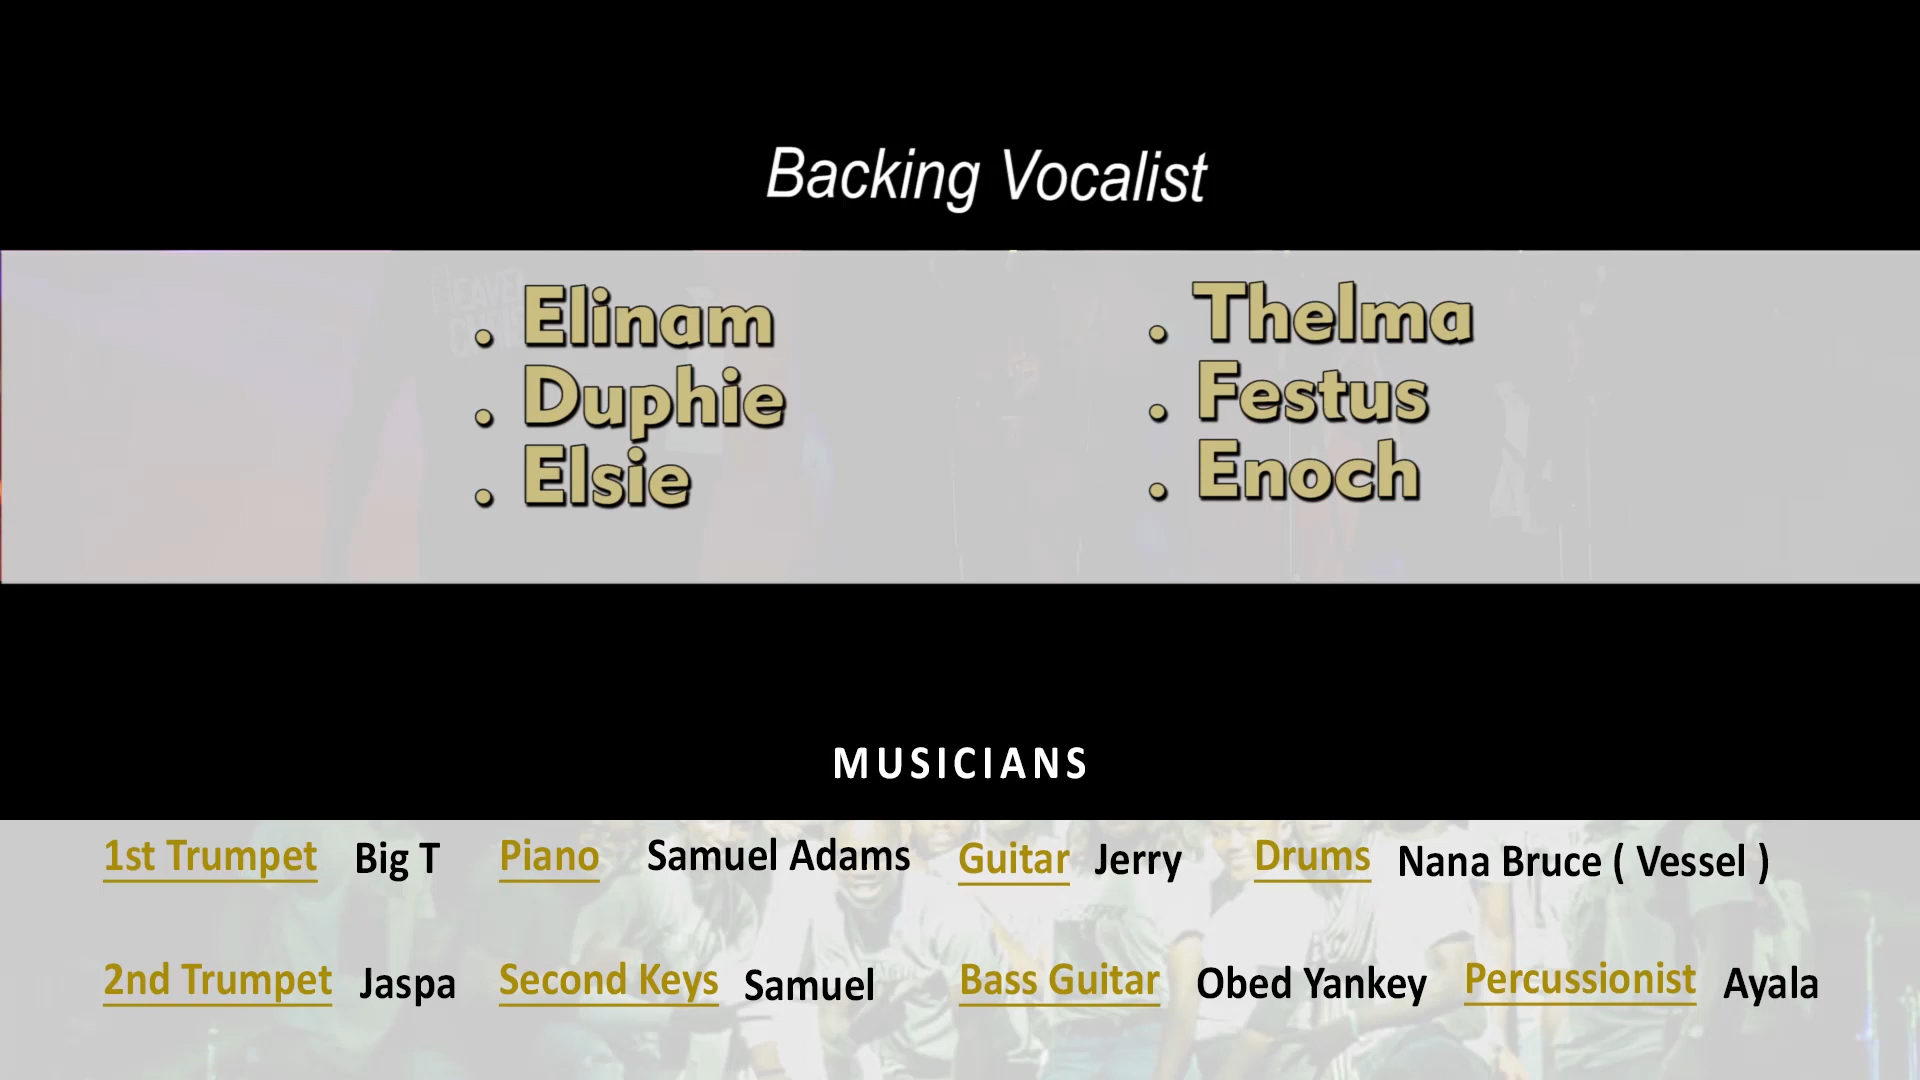 Backing Vocalist
. Elinam
. Duphie
. Elsie
. Thelma
. Festus
. Enoch
MUSICIANS
1st Trumpet Big T Piano Samuel Adams Guitar Jerry Drums Nana Bruce ( Vessel )
2nd Trumpet Jaspa Second Keys Samuel Bass Guitar Obed Yankey Percussionist Ayala